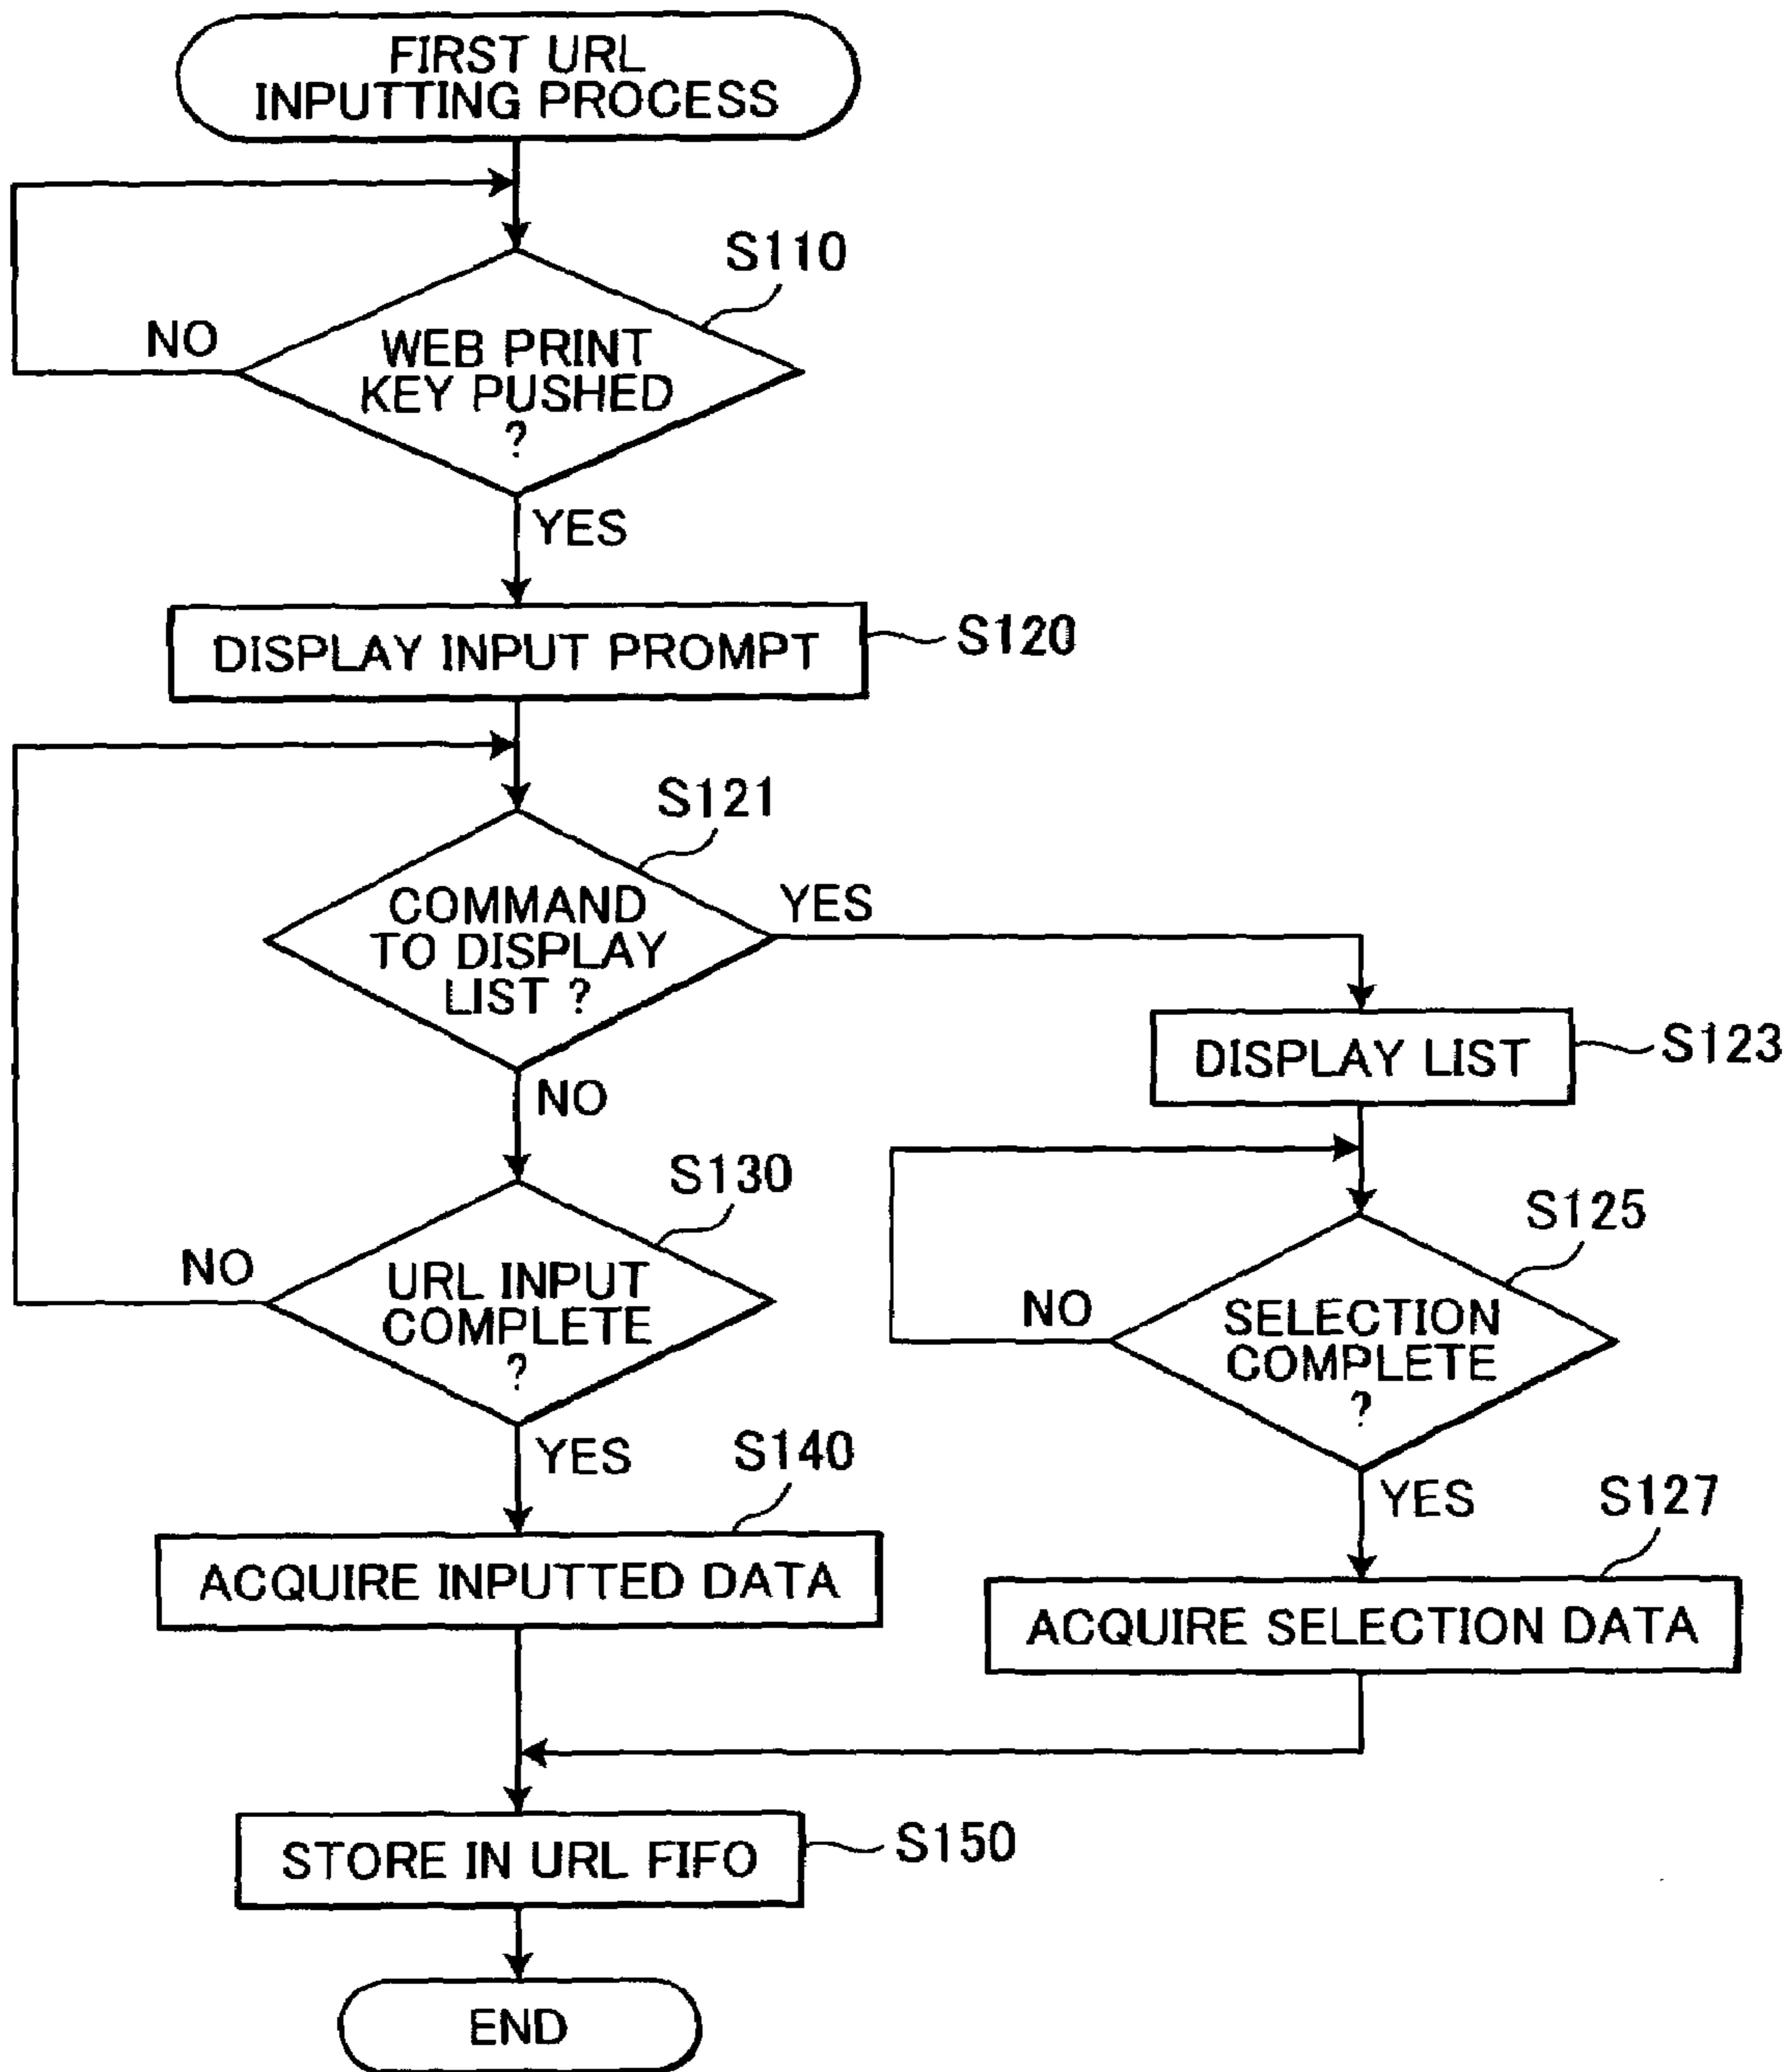 FIRST URL
INPUTTING PROCESS
S110
NO
WEB PRINT
KEY PUSHED
?
YES
DISPLAY INPUT PROMPT
S120
S121
COMMAND
TO DISPLAY
LIST ?
YES
NO
DISPLAY LIST
S123
S130
NO
URL INPUT
COMPLETE
?
YES
S125
NO
SELECTION
COMPLETE
?
YES
S140
ACQUIRE INPUTTED DATA
S127
ACQUIRE SELECTION DATA
STORE IN URL FIFO
S150
END